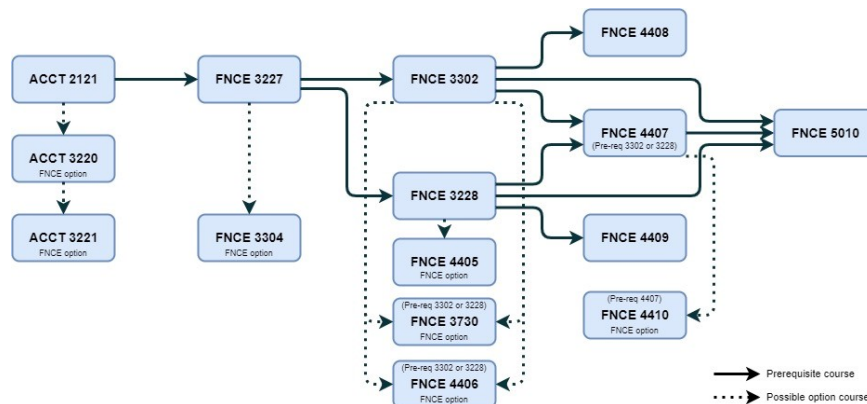 FNCE 4408
ACCT 2121
FNCE 3227
FNCE 3302
FNCE 4407
(Pre-req 3302 or 3228)
FNCE 5010
ACCT 3220
FNCE option
FNCE 3228
ACCT 3221
FNCE option
FNCE 3304
FNCE option
FNCE 4409
FNCE 4405
FNCE option
(Pre-req 3302 or 3228)
FNCE 3730
FNCE option
(Pre-req 4407)
FNCE 4410
FNCE option
(Pre-req 3302 or 3228)
FNCE 4406
FNCE option
Prerequisite course
Possible option course